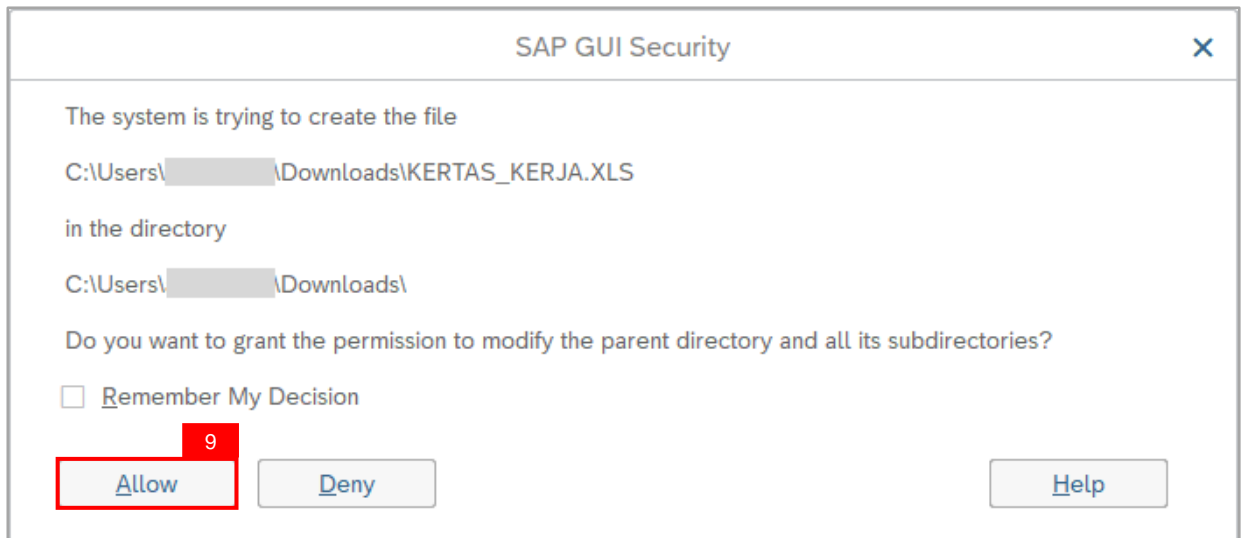 SAP GUI Security
The system is trying to create the file
C:\Users\ \Downloads\KERTAS_KERJA.XLS
in the directory
C:\Users\ \Downloads\
Do you want to grant the permission to modify the parent directory and all its subdirectories?
Remember My Decision
9
Allow Deny Help